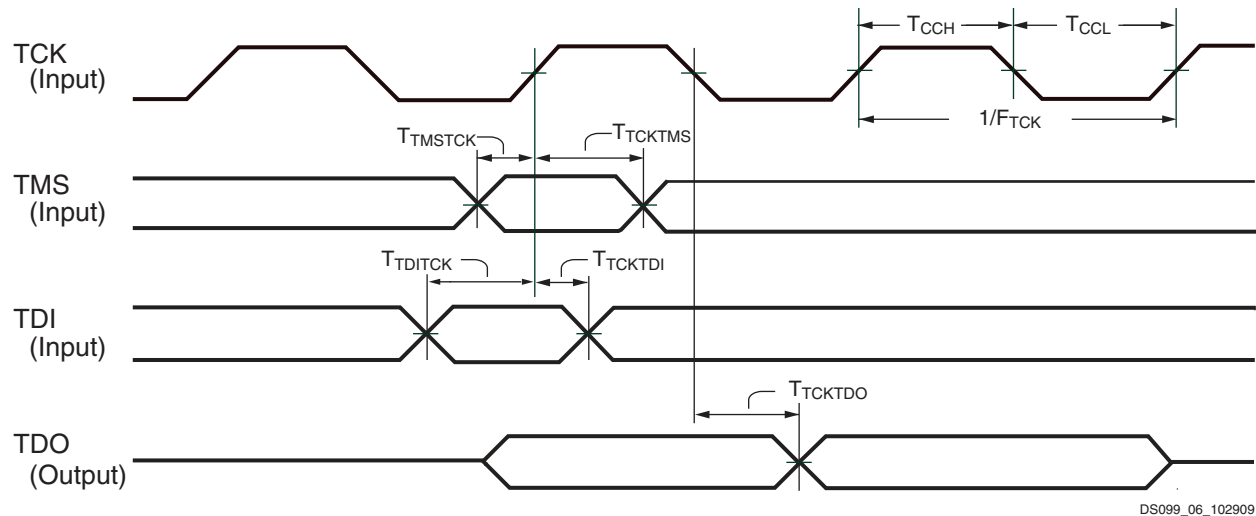 TCK
(Input)
TCCH
TCCL
1/FTCK
TTMSTCK
TTCKTMS
TMS
(Input)
TTDITCK
TTCKTDI
TDI
(Input)
TTCKTDO
TDO
(Output)
DS099_06_102909